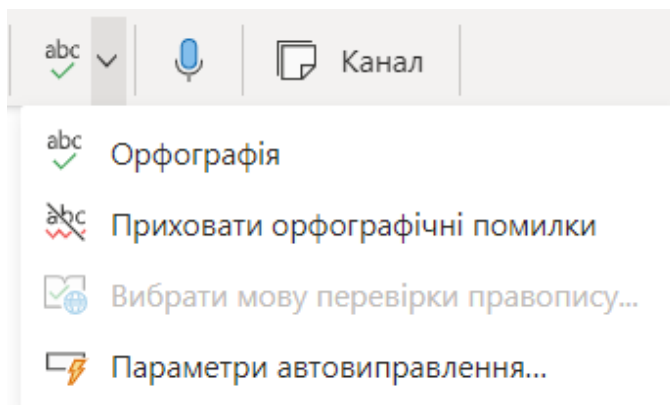 abc
Канал
abc
Орфографія
abc
Приховати орфографічні помилки
Вибрати мову перевірки правопису...
Параметри автовиправлення...